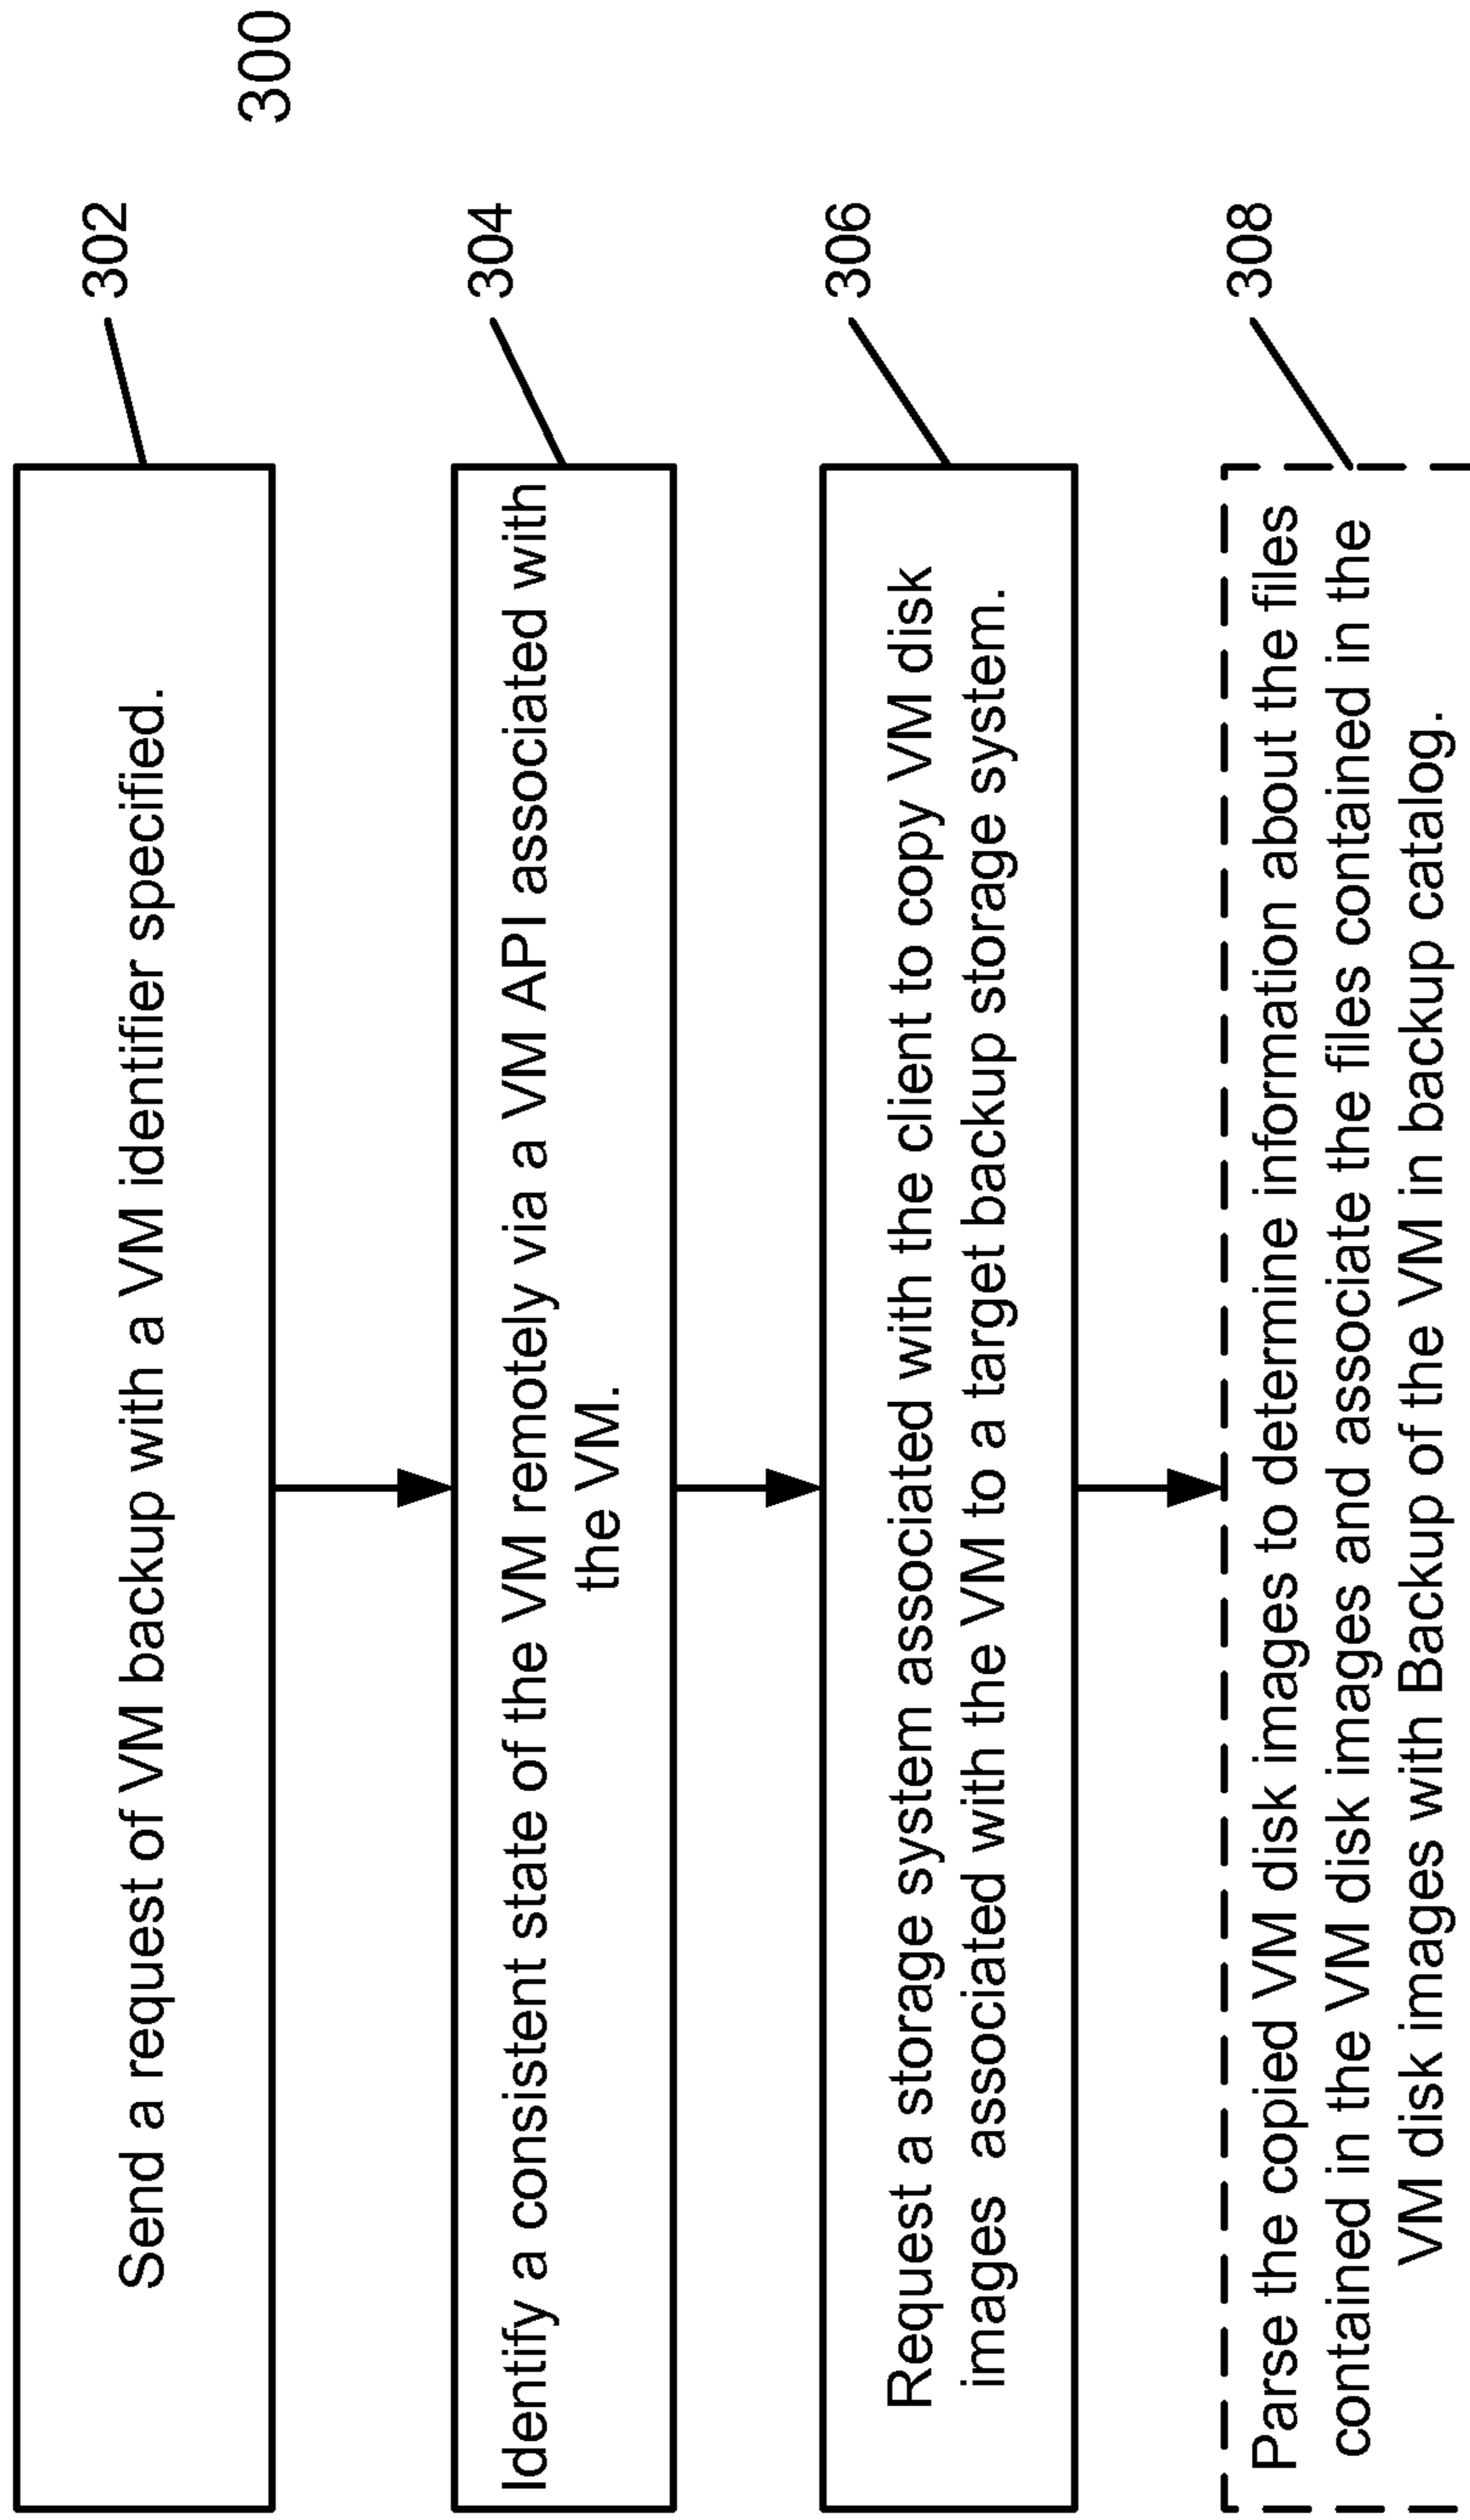 300
302
Send a request of VM backup with a VM identifier specified.
304
Identify a consistent state of the VM remotely via a VM API associated with
the VM.
306
Request a storage system associated with the client to copy VM disk
images associated with the VM to a target backup storage system.
308
Parse the copied VM disk images to determine information about the files
contained in the VM disk images and associate the files contained in the
VM disk images with Backup of the VM in backup catalog.